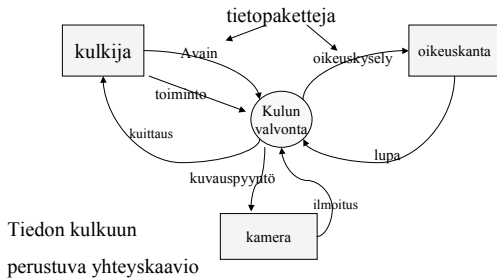 tietopaketteja
kulkija
Avain
oikeuskysely
oikeuskanta
toiminto
Kulun
valvonta
kuittaus
lupa
kuvauspyyntö
ilmoitus
kamera
Tiedon kulkuun
perustuva yhteyskaavio